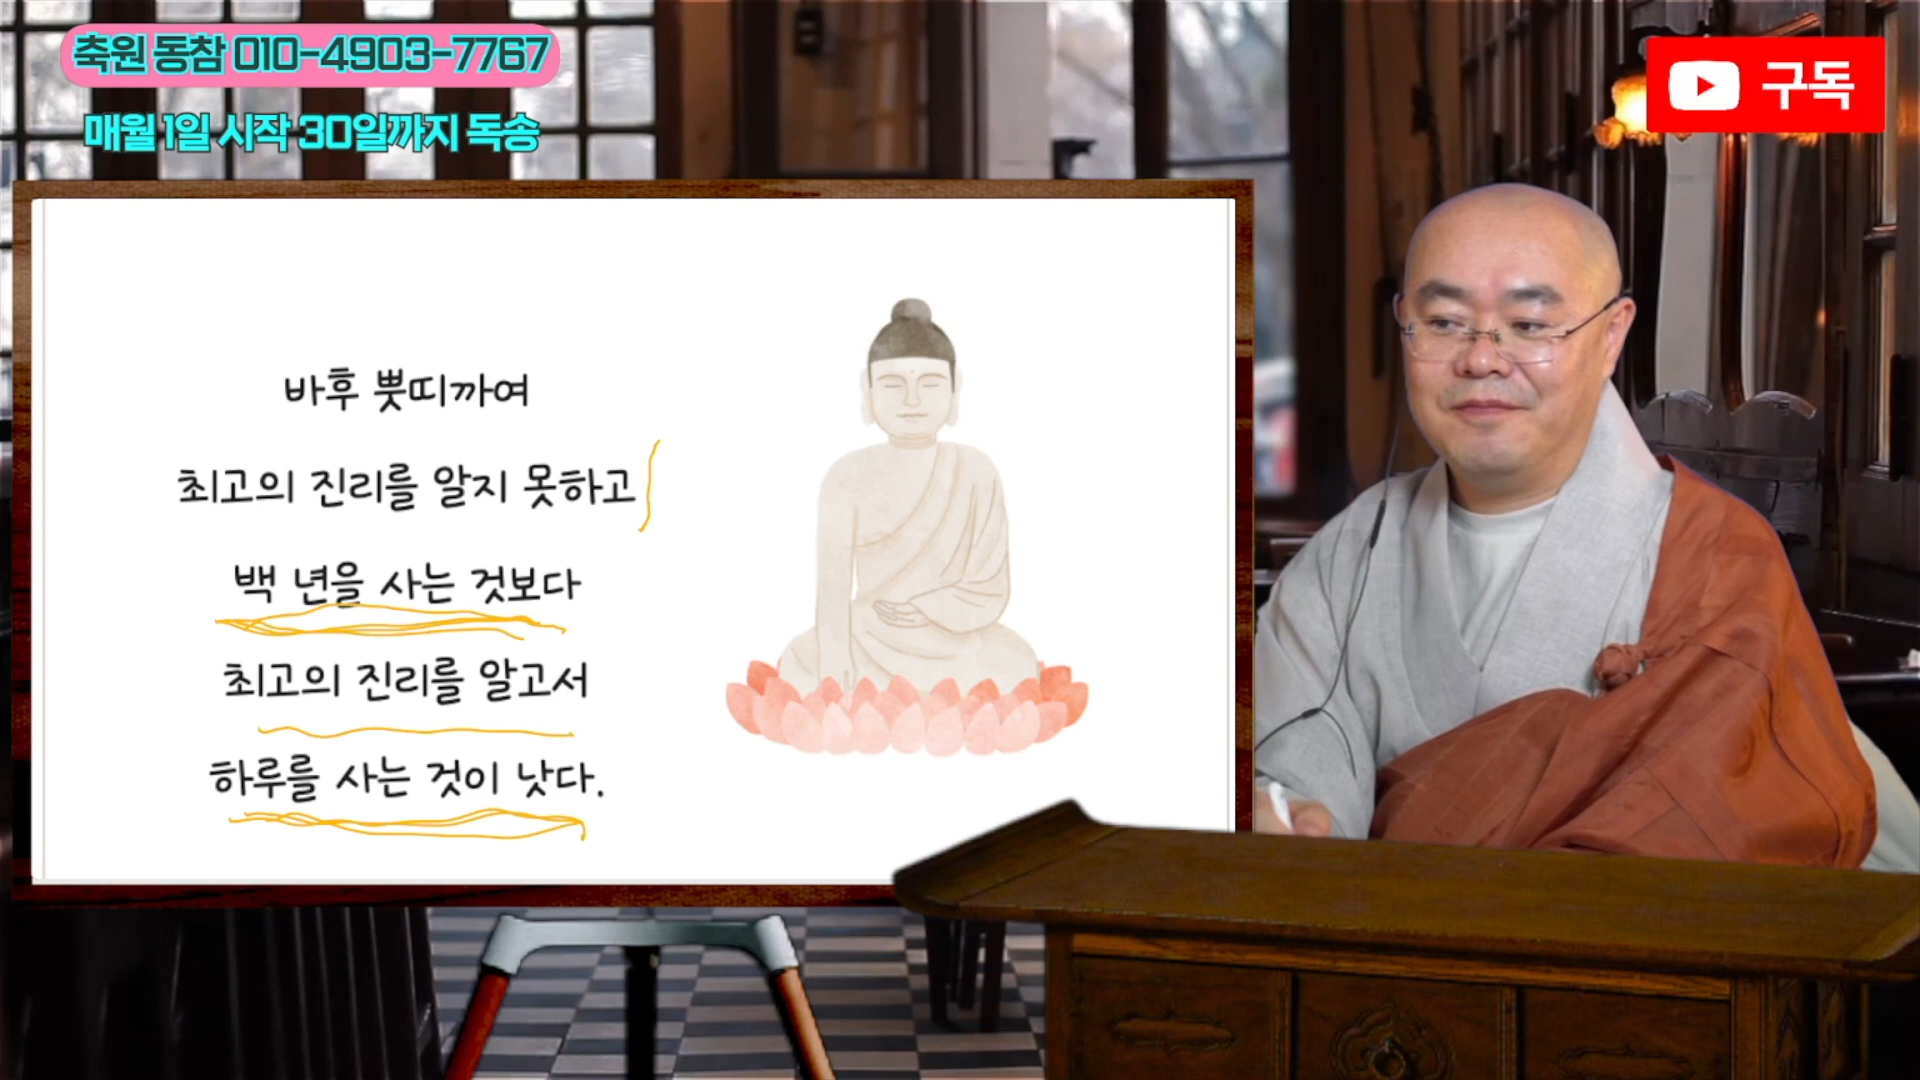 축원 동참 010-4903-7767
매월 1일 시작 30일까지 독송
구독
바후 뿟띠까여
최고의 진리를 알지 못하고
백 년을 사는 것보다
최고의 진리를 알고서
하루를 사는 것이 낫다.